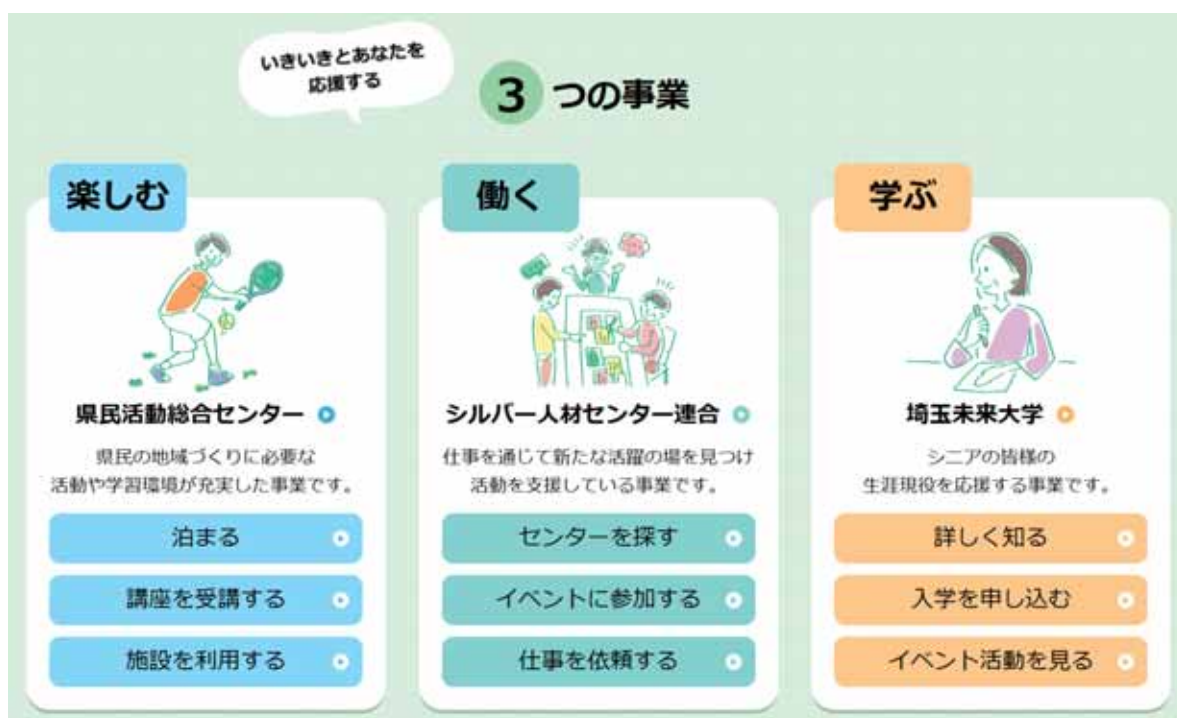 いきいきとあなたを
応援する
3つの事業
楽しむ
県民活動総合センター
県民の地域づくりに必要な
活動や学習環境が充実した事業です。
泊まる
講座を受講する
施設を利用する
働く
シルバー人材センター連合
仕事を通じて新たな活躍の場を見つけ
活動を支援している事業です。
センターを探す
イベントに参加する
仕事を依頼する
学ぶ
埼玉未来大学
シニアの皆様の
生涯現役を応援する事業です。
詳しく知る
入学を申し込む
イベント活動を見る